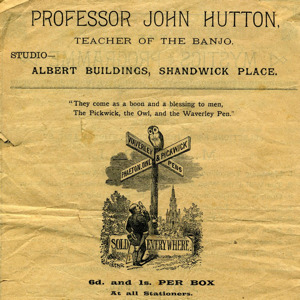 PROFESSOR JOHN HUTTON,
TEACHER OF THE BANJO.
STUDIO—
ALBERT BUILDINGS, SHANDWICK PLACE.
"They come as a boon and a blessing to men,
The Pickwick, the Owl, and the Waverley Pen."
WAVERLEY & PICKWICK
PHAETON, OWL PENS
SOLD EVERYWHERE
6d. and 1s. PER BOX
At all Stationers.